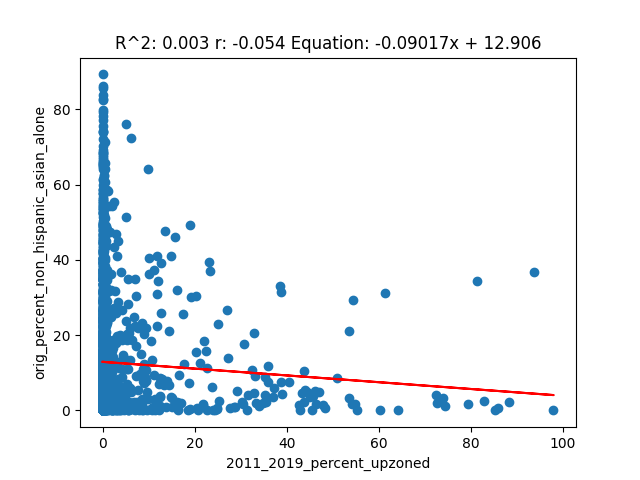 R^2: 0.003 r: -0.054 Equation: -0.09017x + 12.906
orig_percent_non_hispanic_asian_alone
80
60
40
20
0
0 20 40 60 80 100
2011_2019_percent_upzoned